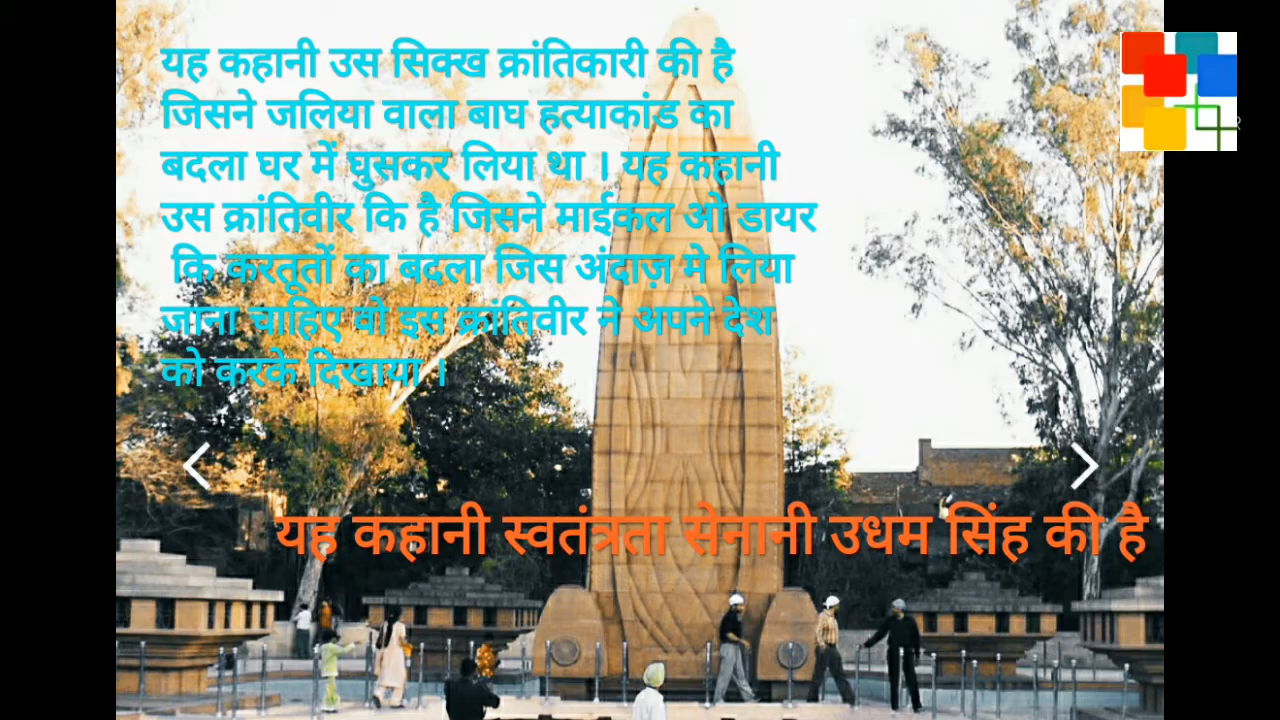 यह कहानी उस सिक्ख क्रांतिकारी की है
जिसने जलिया वाला बाघ हत्याकांड का
बदला घर में घुसकर लिया था । यह कहानी
उस क्रांतिवीर कि है जिसने माईकल ओ डायर
कि करतूतों का बदला जिस अंदाज़ मे लिया
जाना चाहिए वो इस क्रांतिवीर ने अपने देश
को करके दिखाया ।
यह कहानी स्वतंत्रता सेनानी उधम सिंह की है